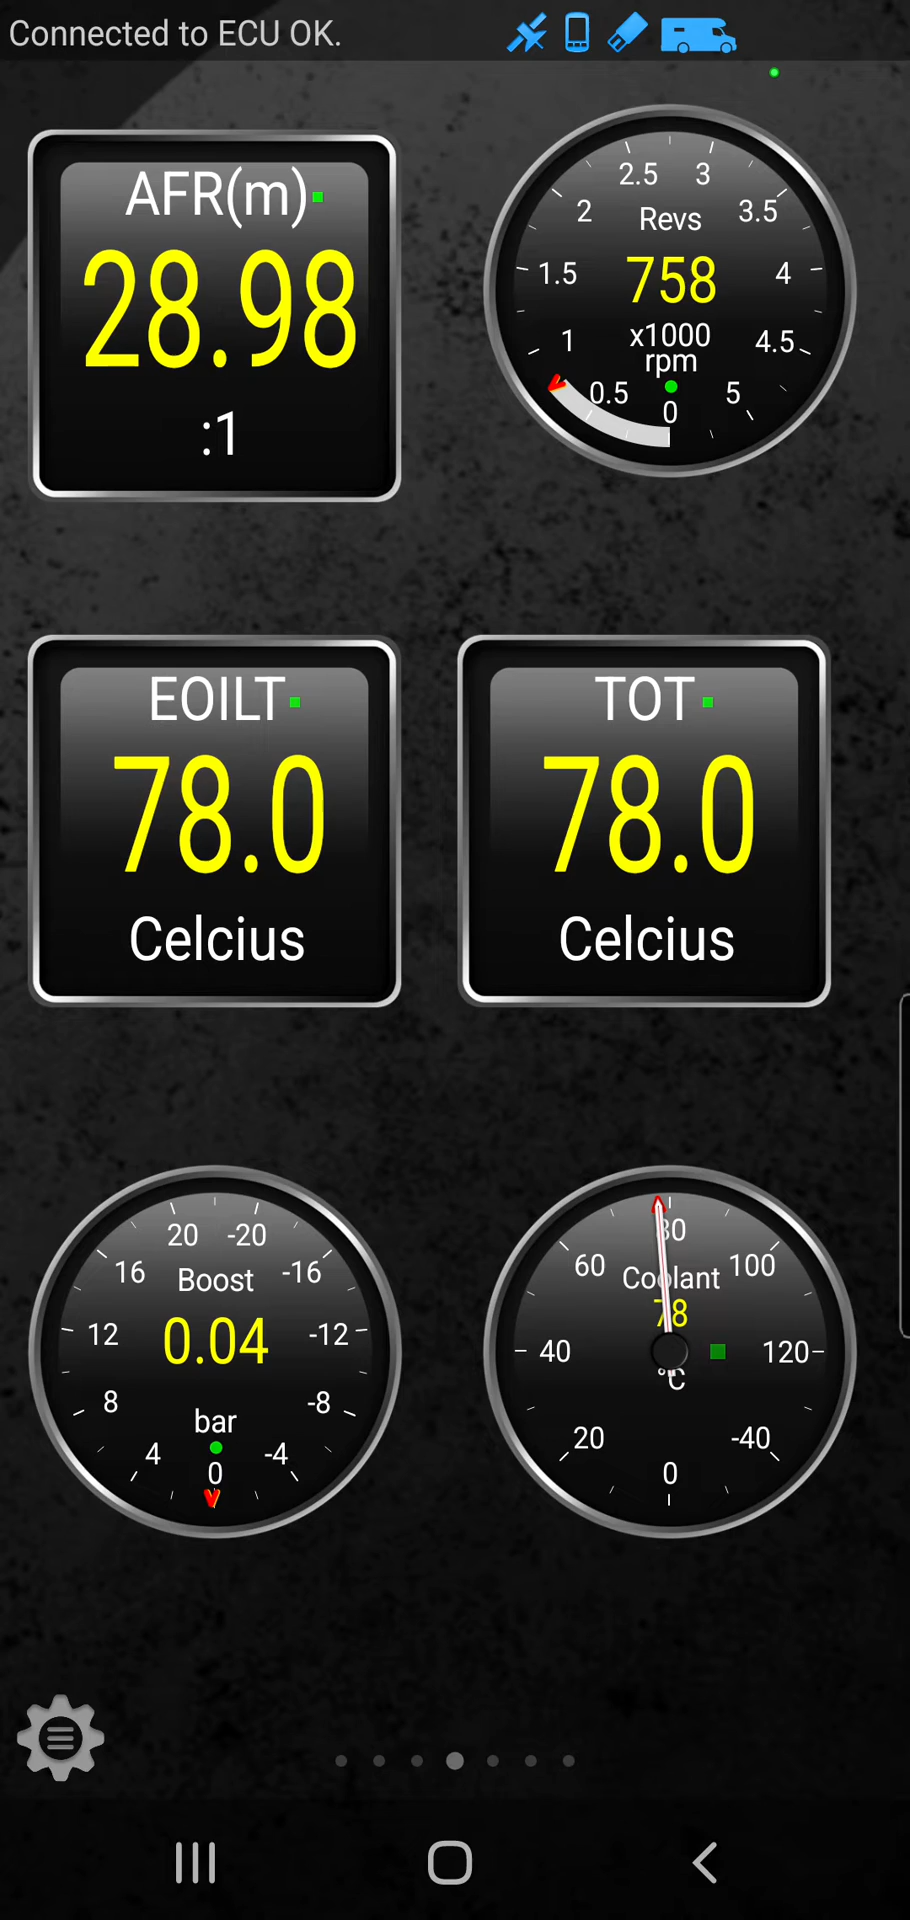 Connected to ECU OK.
AFR(m)
28.98
:1
2.5 3
2 3.5
Revs
1.5 758 4
x1000
rpm
1 4.5
0.5 0 5
EOILT
78.0
Celcius
TOT
78.0
Celcius
20 -20
16 Boost -16
12 0.04 -12
8 -8
bar
4 0 -4
80
60 Coolant 100
78
40 120
°C
20 -40
0